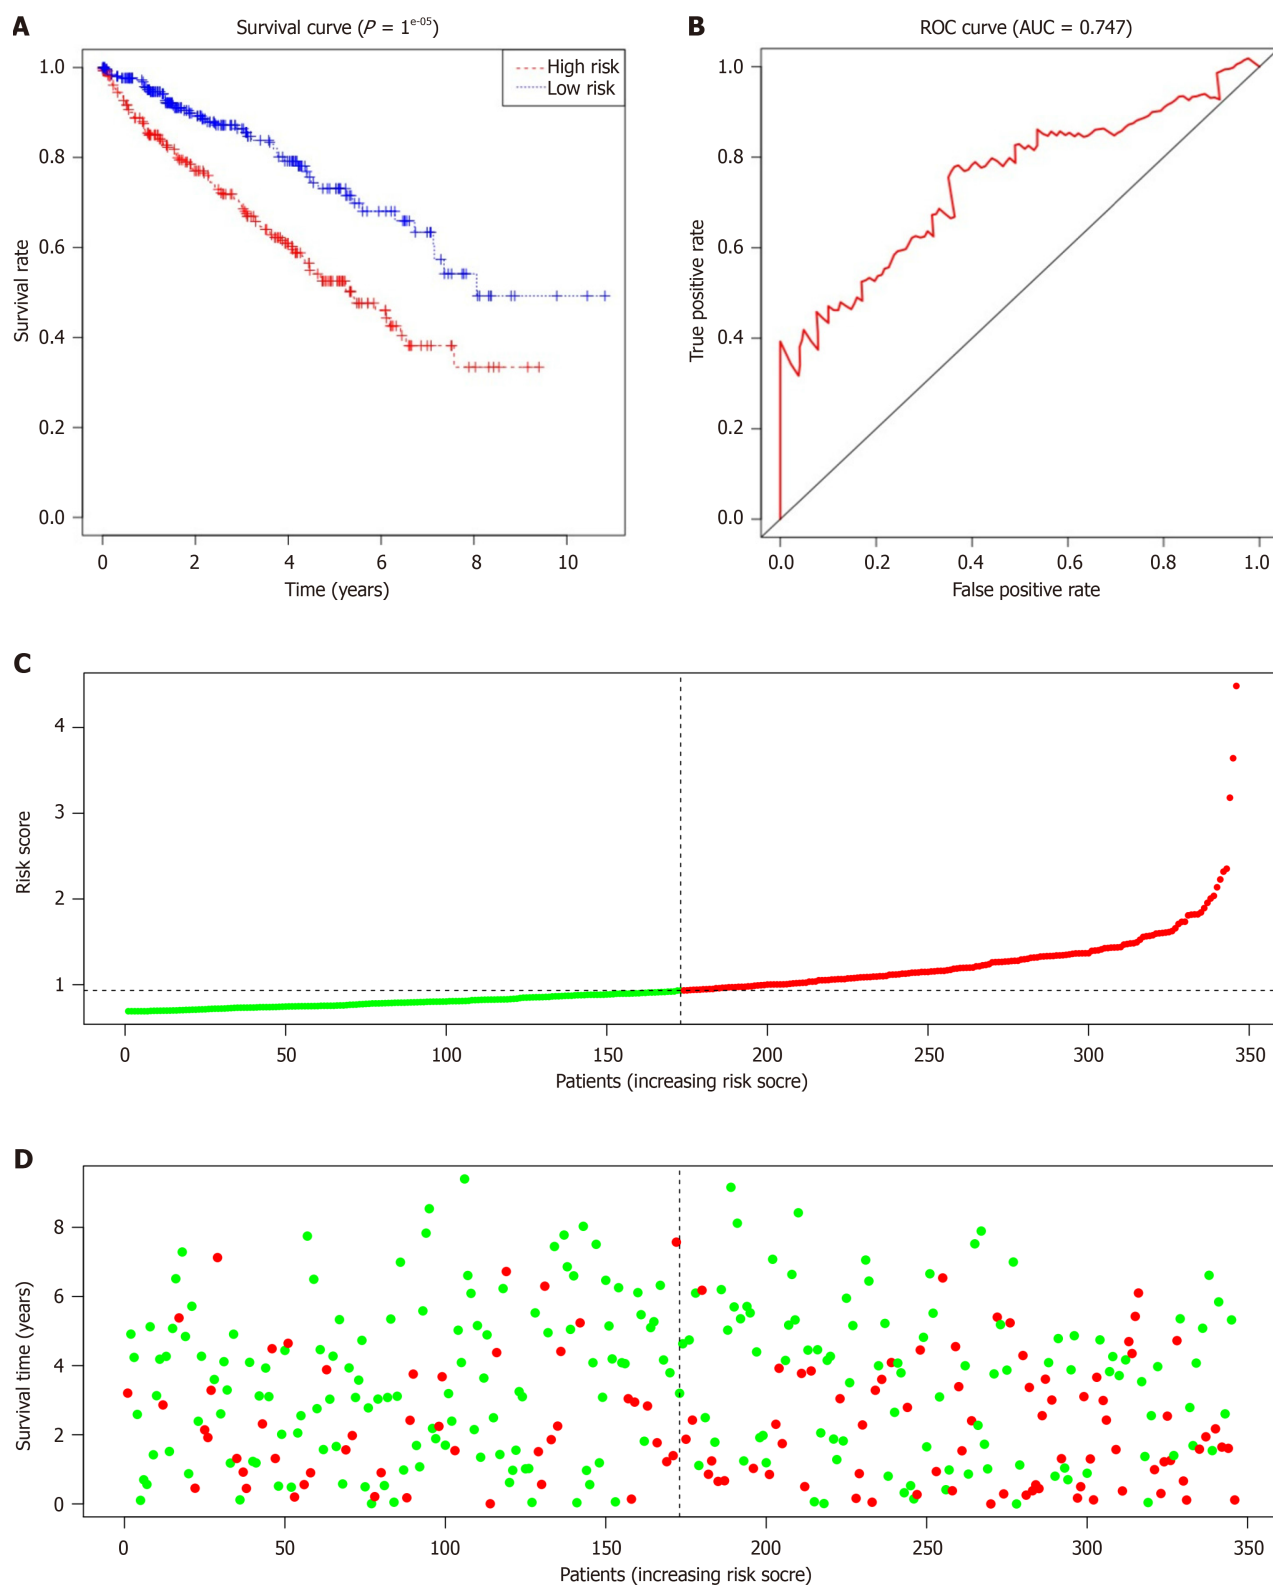 A
Survival curve (P = 1e-05)
High risk
Low risk
1.0
0.8
0.6
0.4
0.2
0.0
Survival rate
0 2 4 6 8 10
Time (years)
B
ROC curve (AUC = 0.747)
1.0
0.8
0.6
0.4
0.2
0.0
True positive rate
0.0 0.2 0.4 0.6 0.8 1.0
False positive rate
C
4
3
2
1
Risk score
0 50 100 150 200 250 300 350
Patients (increasing risk socre)
D
8
6
4
2
0
Survival time (years)
0 50 100 150 200 250 300 350
Patients (increasing risk socre)